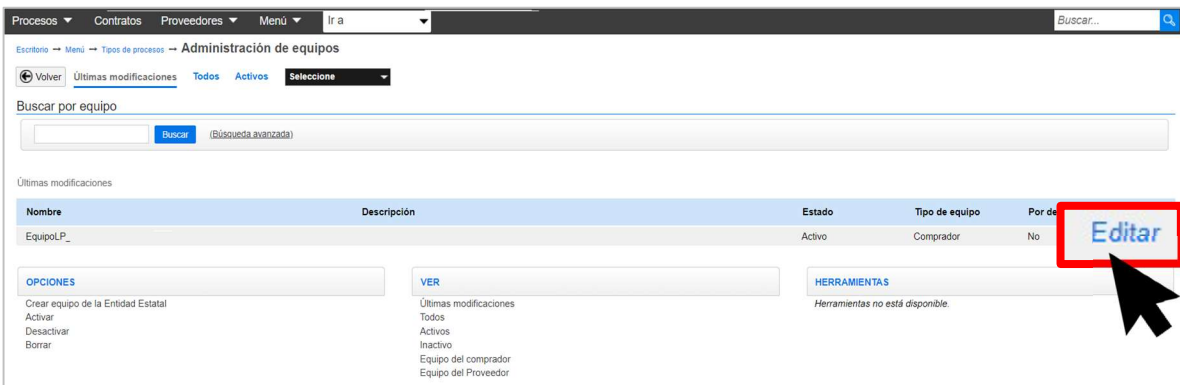 Procesos Contratos Proveedores Menú Ir a Buscar...
Escritorio → Menú → Tipos de procesos → Administración de equipos
Volver Últimas modificaciones Todos Activos Seleccione
Buscar por equipo
Buscar (Búsqueda avanzada)
Últimas modificaciones
Nombre Descripción Estado Tipo de equipo Por de
EquipoLP_ Activo Comprador No Editar
OPCIONES VER HERRAMIENTAS
Crear equipo de la Entidad Estatal Últimas modificaciones Herramientas no está disponible.
Activar Todos
Desactivar Activos
Borrar Inactivo
Equipo del comprador
Equipo del Proveedor